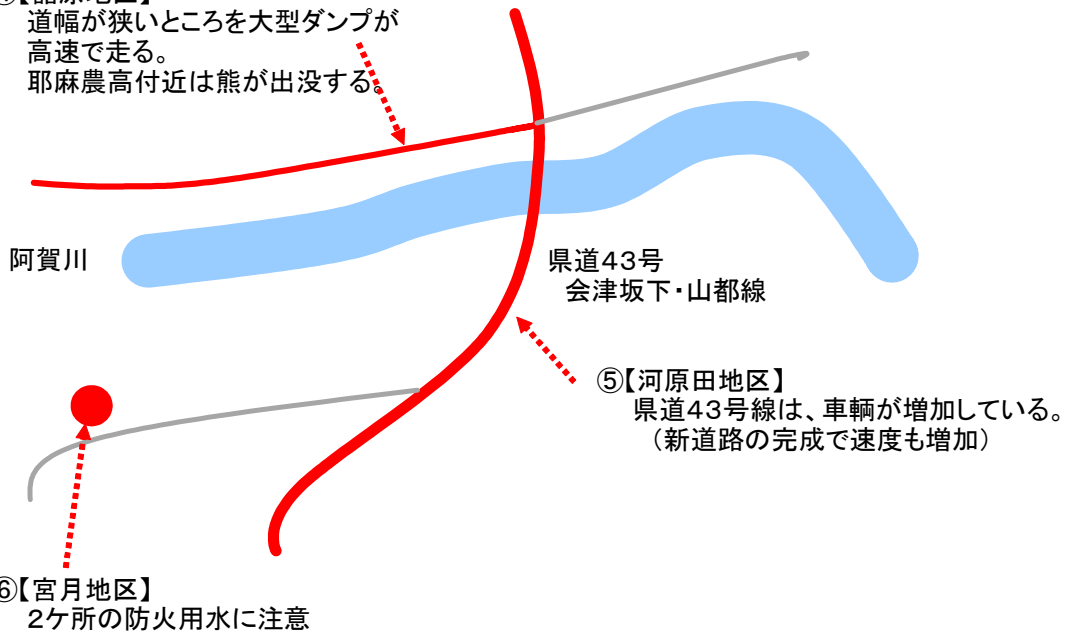 道幅が狭いところを大型ダンプが
高速で走る。
耶麻農高付近は熊が出没する。
阿賀川
県道43号
会津坂下・山都線
⑤【河原田地区】
県道43号線は、車輌が増加している。
（新道路の完成で速度も増加）
⑥【宮月地区】
2ケ所の防火用水に注意